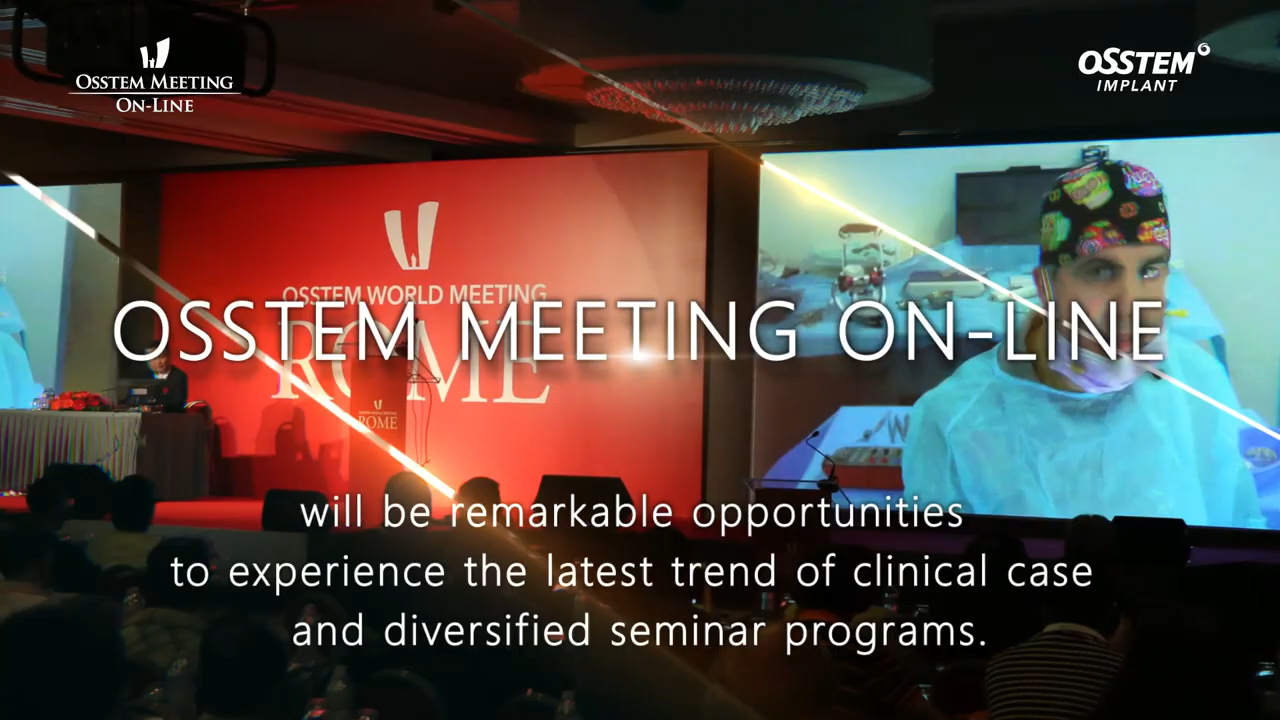 OSSTEM MEETING
ON-LINE
OSSTEM IMPLANT
OSSTEM WORLD MEETING
ROME
OSSTEM MEETING ON-LINE
ROME
will be remarkable opportunities
to experience the latest trend of clinical case
and diversified seminar programs.